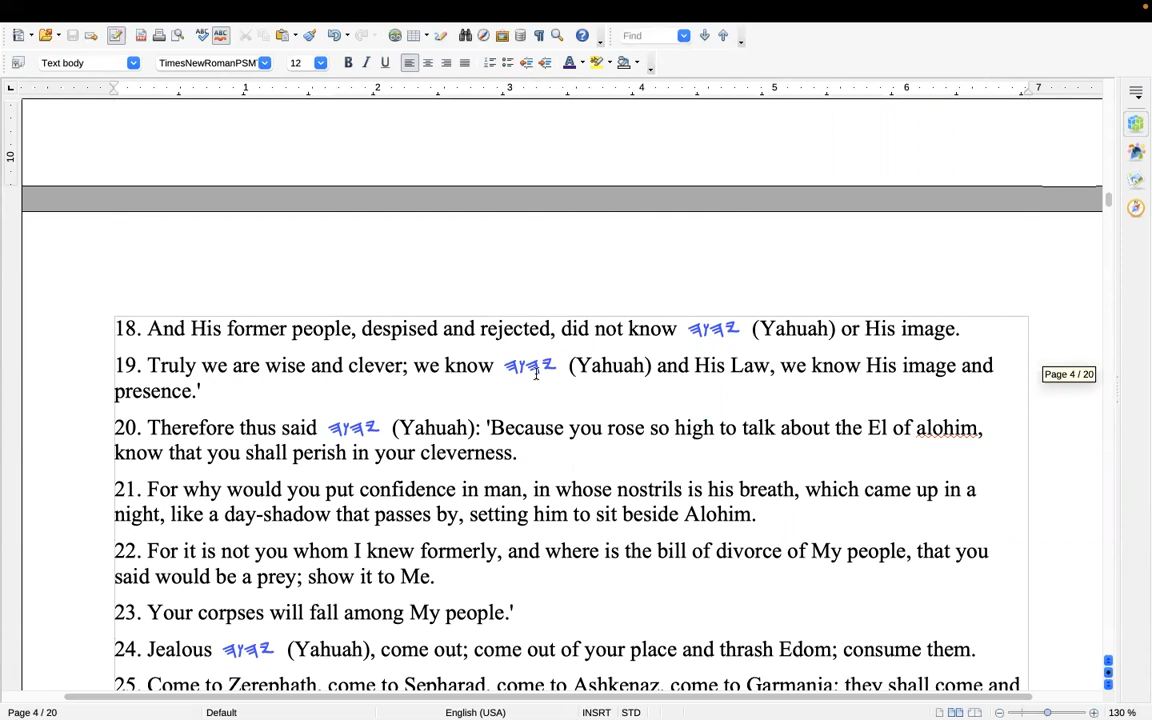 Find
Text body TimesNewRomanPSM 12
1 2 3 4 5 6 7
10
18. And His former people, despised and rejected, did not know 𐤉𐤄𐤅𐤄 (Yahuah) or His image.
19. Truly we are wise and clever; we know 𐤉𐤄𐤅𐤄 (Yahuah) and His Law, we know His image and
presence.'
Page 4 / 20
20. Therefore thus said 𐤉𐤄𐤅𐤄 (Yahuah): 'Because you rose so high to talk about the El of alohim,
know that you shall perish in your cleverness.
21. For why would you put confidence in man, in whose nostrils is his breath, which came up in a
night, like a day-shadow that passes by, setting him to sit beside Alohim.
22. For it is not you whom I knew formerly, and where is the bill of divorce of My people, that you
said would be a prey; show it to Me.
23. Your corpses will fall among My people.'
24. Jealous 𐤉𐤄𐤅𐤄 (Yahuah), come out; come out of your place and thrash Edom; consume them.
25. Come to Zerephath, come to Sepharad, come to Ashkenaz, come to Garmania; they shall come and
Page 4 / 20 Default English (USA) INSRT STD 130 %